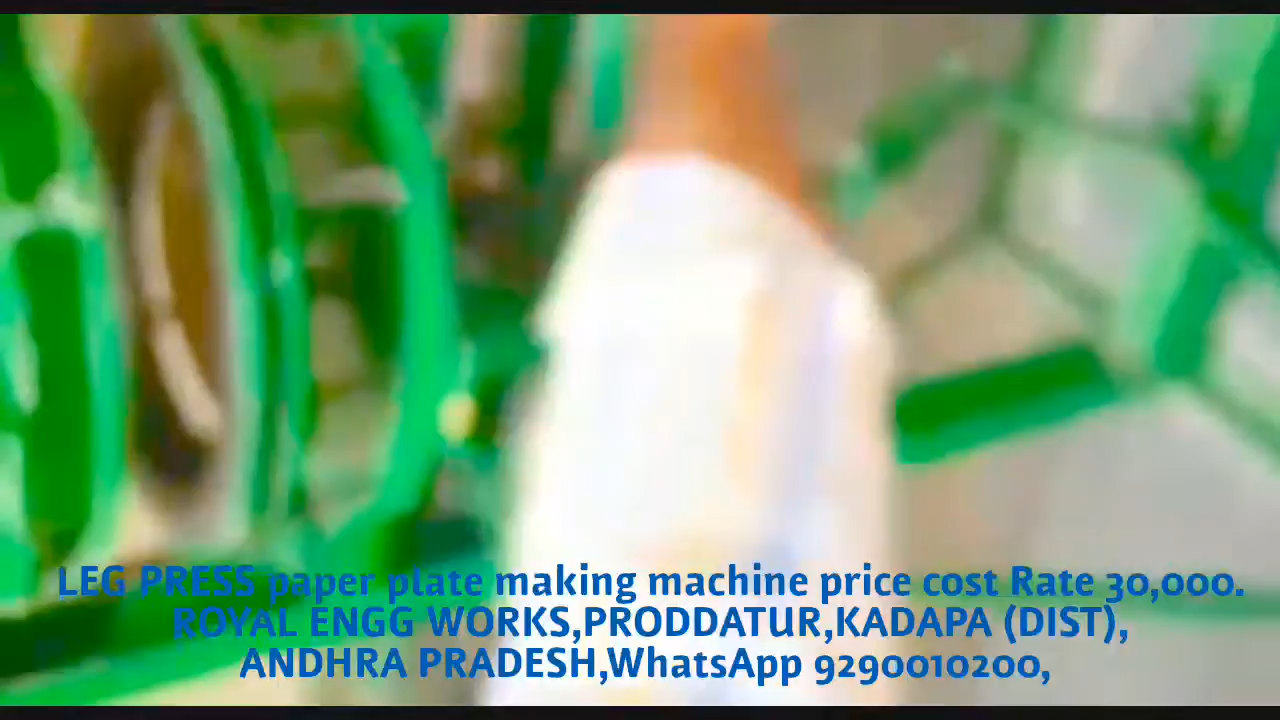 LEG PRESS paper plate making machine price cost Rate 30,000.
ROYAL ENGG WORKS,PRODDATUR,KADAPA (DIST),
ANDHRA PRADESH,WhatsApp 9290010200,